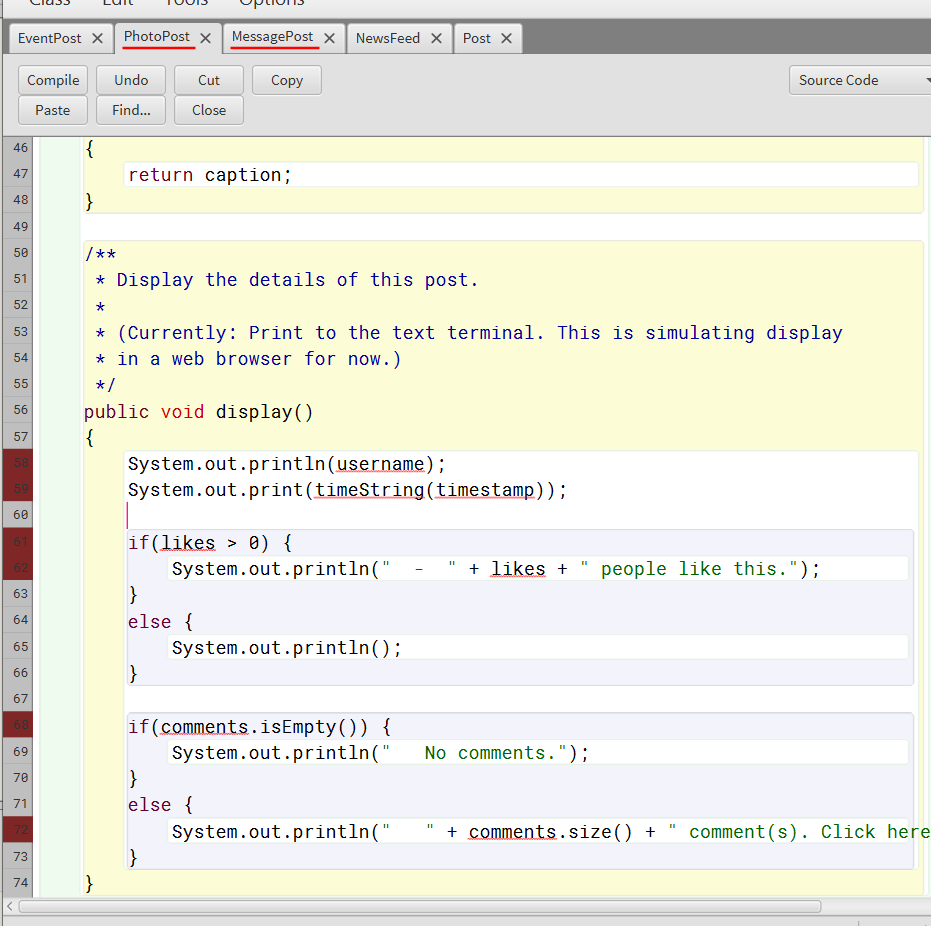 Class Edit Tools Options
EventPost PhotoPost MessagePost NewsFeed Post
Compile Undo Cut Copy Source Code
Paste Find... Close
46 {
47 return caption;
48 }
49
50 /**
51 * Display the details of this post.
52 *
53 * (Currently: Print to the text terminal. This is simulating display
54 * in a web browser for now.)
55 */
56 public void display()
57 {
58 System.out.println(username);
59 System.out.print(timeString(timestamp));
60
61 if(likes > 0) {
62 System.out.println("  -  " + likes + " people like this.");
63 }
64 else {
65 System.out.println();
66 }
67
68 if(comments.isEmpty()) {
69 System.out.println("   No comments.");
70 }
71 else {
72 System.out.println("   " + comments.size() + " comment(s). Click here
73 }
74 }